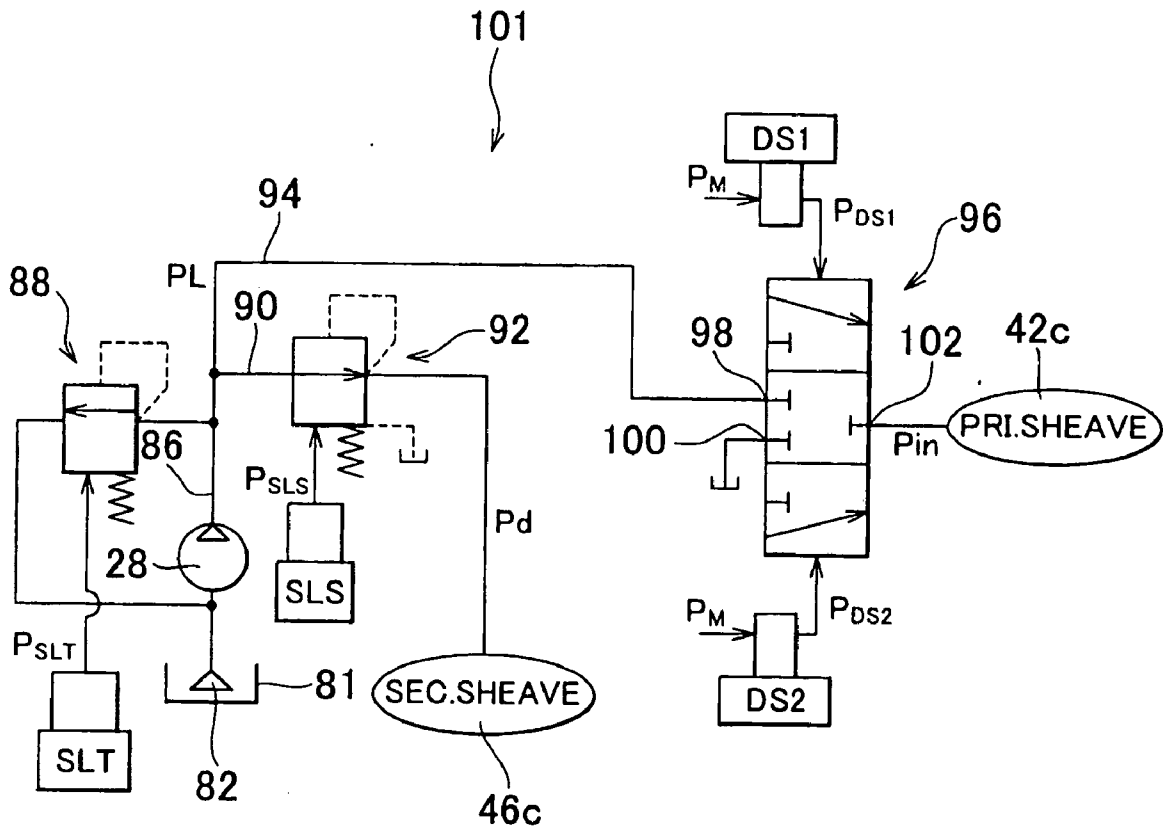 101
DS1
PM
PDS1
94
96
PL
88
90
92
98
102
42c
PRI.SHEAVE
100
Pin
86
PSLS
Pd
28
SLS
PM
PDS2
PSLT
81
SEC.SHEAVE
DS2
SLT
82
46c